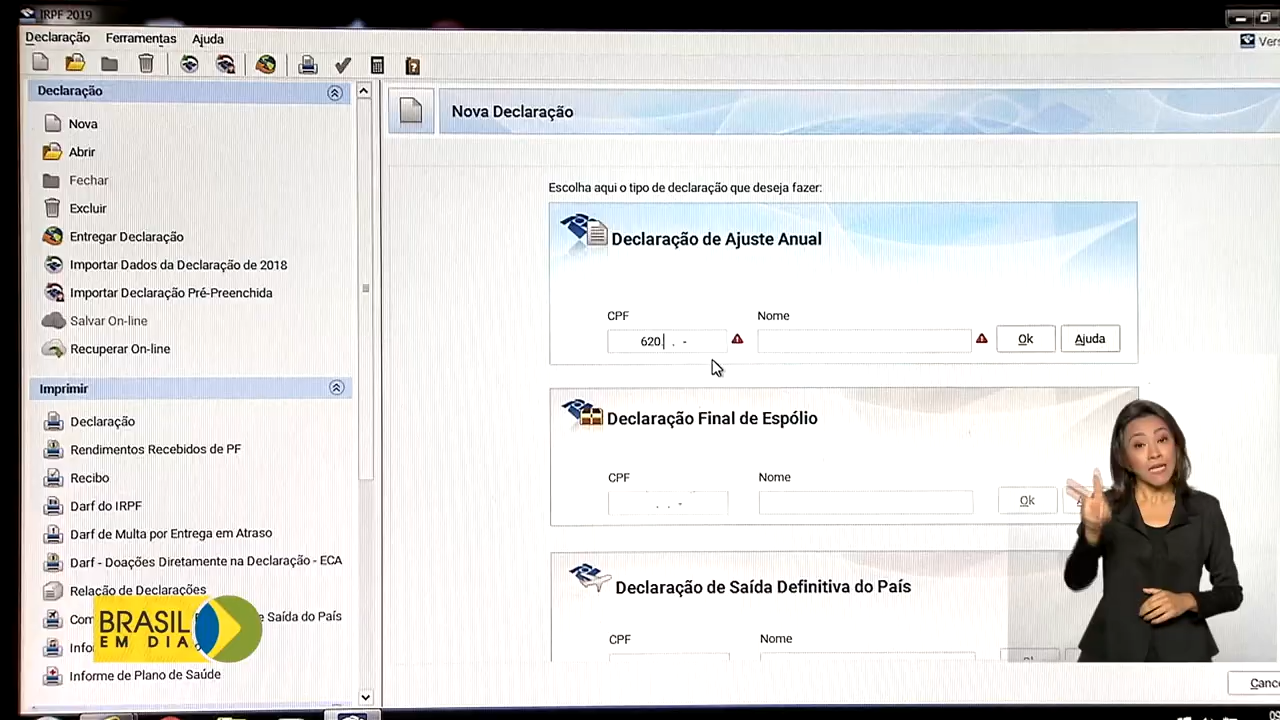 IRPF 2019
Declaração Ferramentas Ajuda
Declaração
Nova
Abrir
Fechar
Excluir
Entregar Declaração
Importar Dados da Declaração de 2018
Importar Declaração Pré-Preenchida
Salvar On-line
Recuperar On-line
Imprimir
Declaração
Rendimentos Recebidos de PF
Recibo
Darf do IRPF
Darf de Multa por Entrega em Atraso
Darf - Doações Diretamente na Declaração - ECA
Relação de Declarações
e Saída do País
Informe de Plano de Saúde
Nova Declaração
Escolha aqui o tipo de declaração que deseja fazer:
Declaração de Ajuste Anual
CPF Nome
620. . - Ok Ajuda
Declaração Final de Espólio
CPF Nome
. . - Ok
Declaração de Saída Definitiva do País
CPF Nome
BRASIL
EM DIA